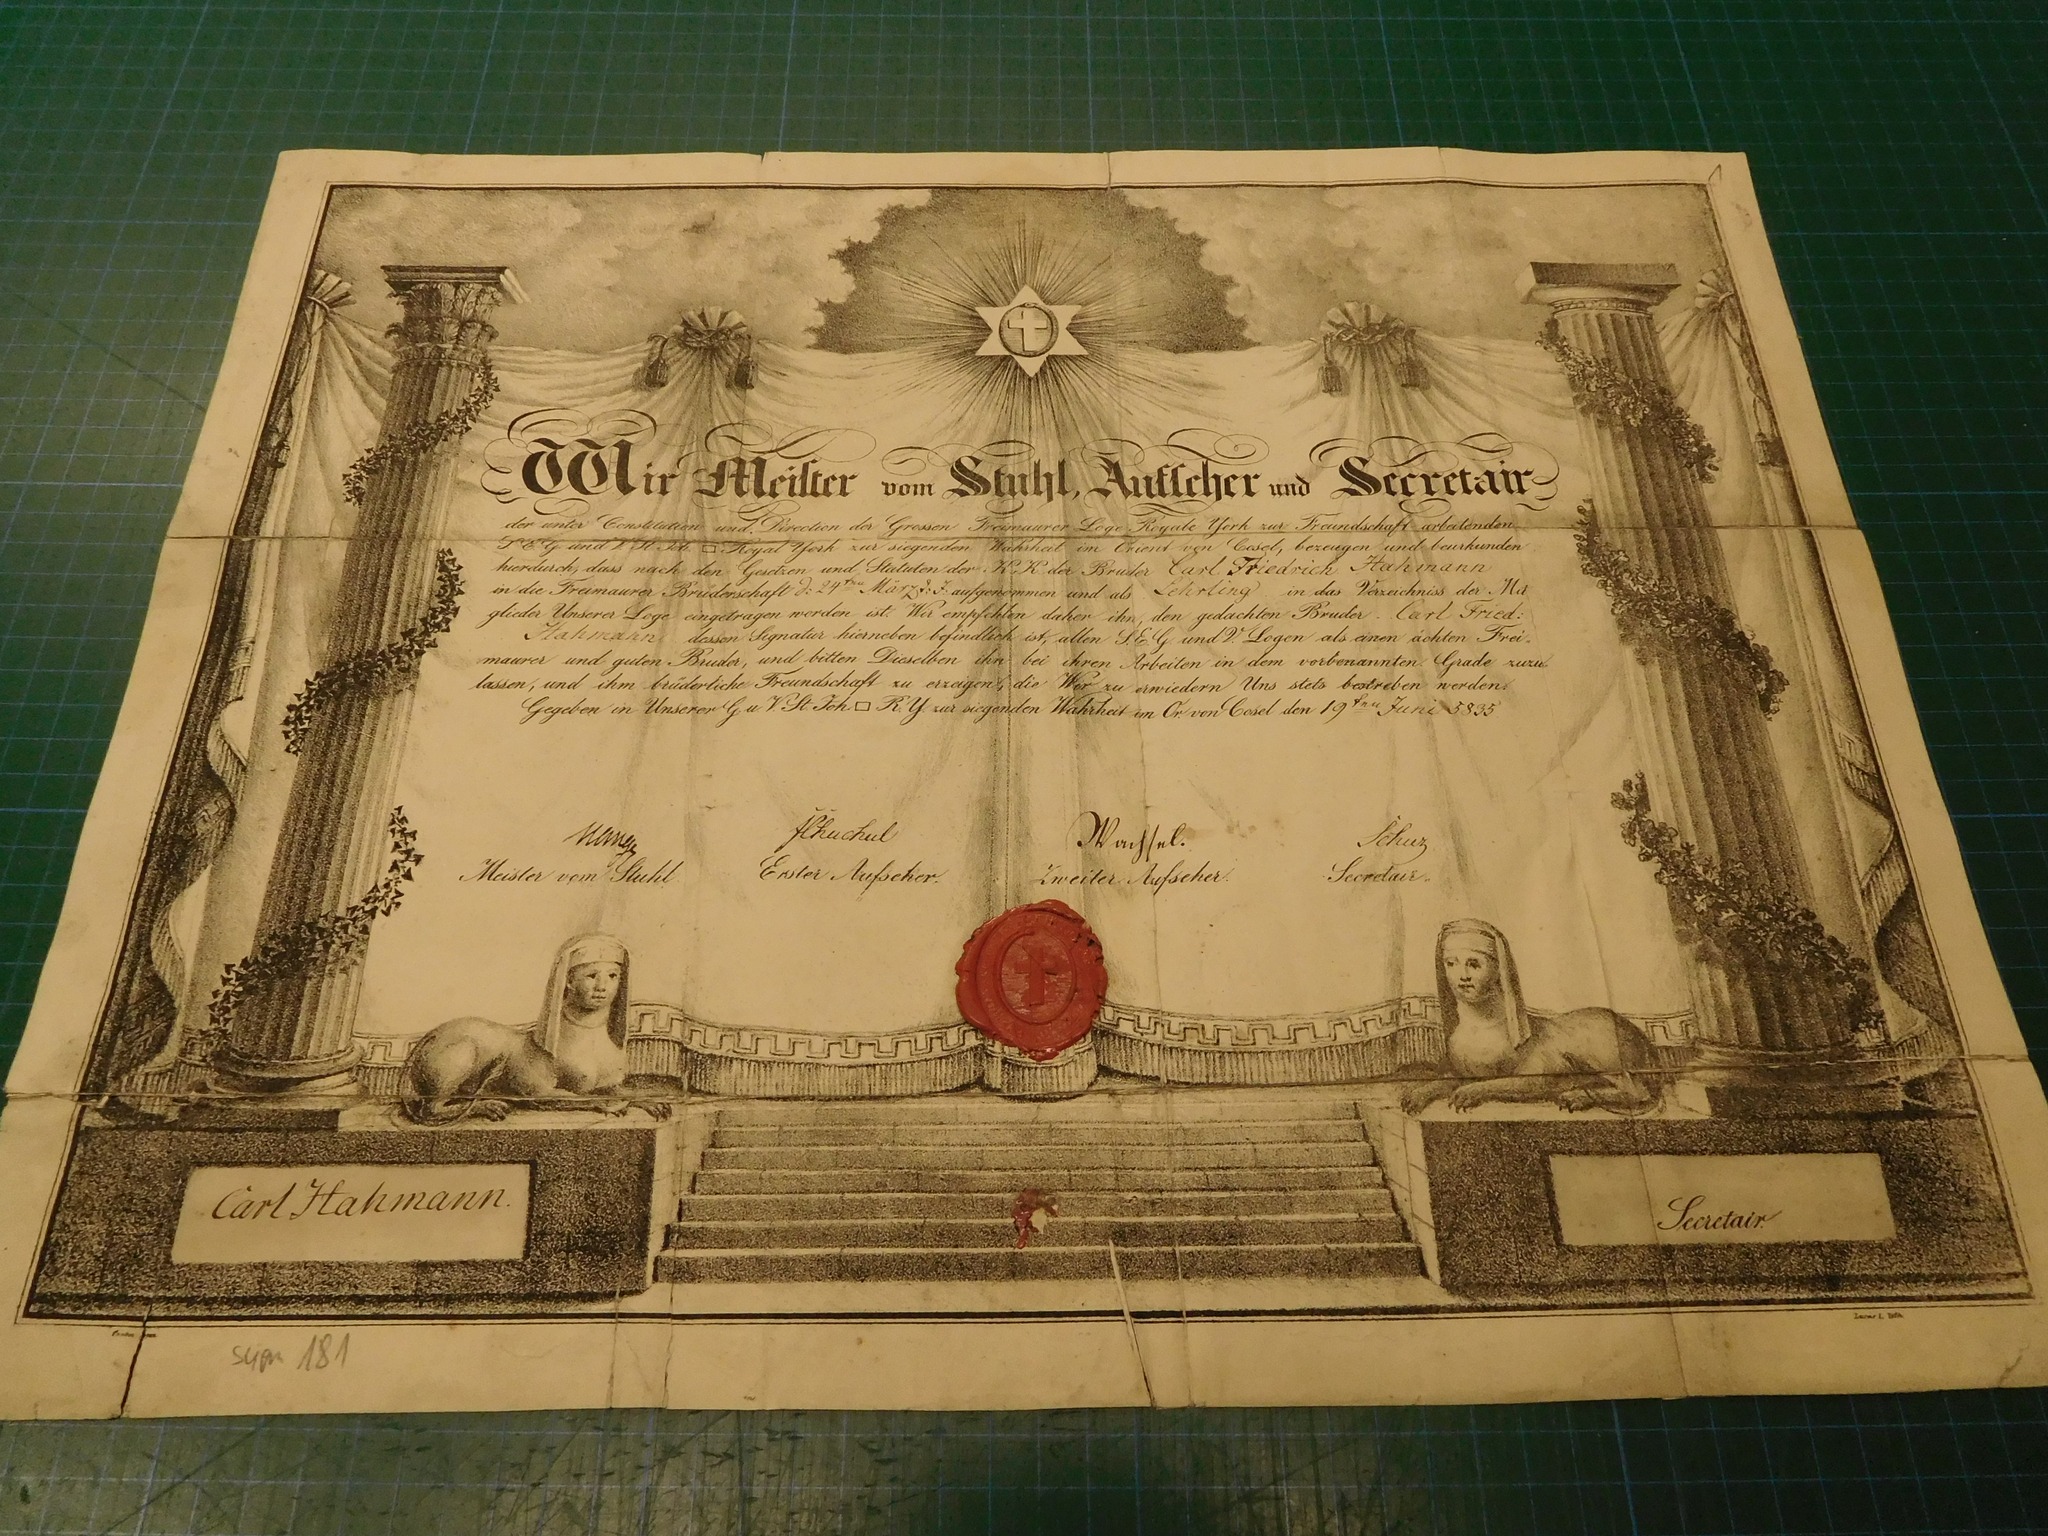 Wir Meister vom Stuhl, Aufseher und Secretair
der unter Constitution und Direction der Grossen Freimaurer Loge Royale York zur Freundschaft arbeitenden
S. E. G. und V. St. Joh. □ Royal York zur siegenden Wahrheit im Orient von Cosel, bezeugen und beurkunden
hierdurch, dass nach den Gesetzen und Statuten der K. K. der Bruder Carl Friedrich Hahmann
in die Freimaurer Brüderschaft d: 24ten März d: J: aufgenommen und als Lehrling in das Verzeichniss der Mit
glieder Unserer Loge eingetragen worden ist. Wir empfehlen daher ihn, den gedachten Bruder Carl Fried:
Hahmann dessen Signatur hierneben befindlich ist, allen S. E. G. und V. Logen als einen ächten Frei-
maurer und guten Bruder, und bitten Dieselben ihn bei ihren Arbeiten in dem vorbenannten Grade zuzu
lassen, und ihm brüderliche Freundschaft zu erzeigen, die Wir zu erwiedern Uns stets bestreben werden.
Gegeben in Unserer G. u. V. St. Joh. □ R. Y. zur siegenden Wahrheit im Or. von Cosel den 19ten Juni 5835
Wachsel. Schuz
Meister vom Stuhl Erster Aufseher. Zweiter Aufseher. Secretair.
Carl Hahmann.
Secretair
181